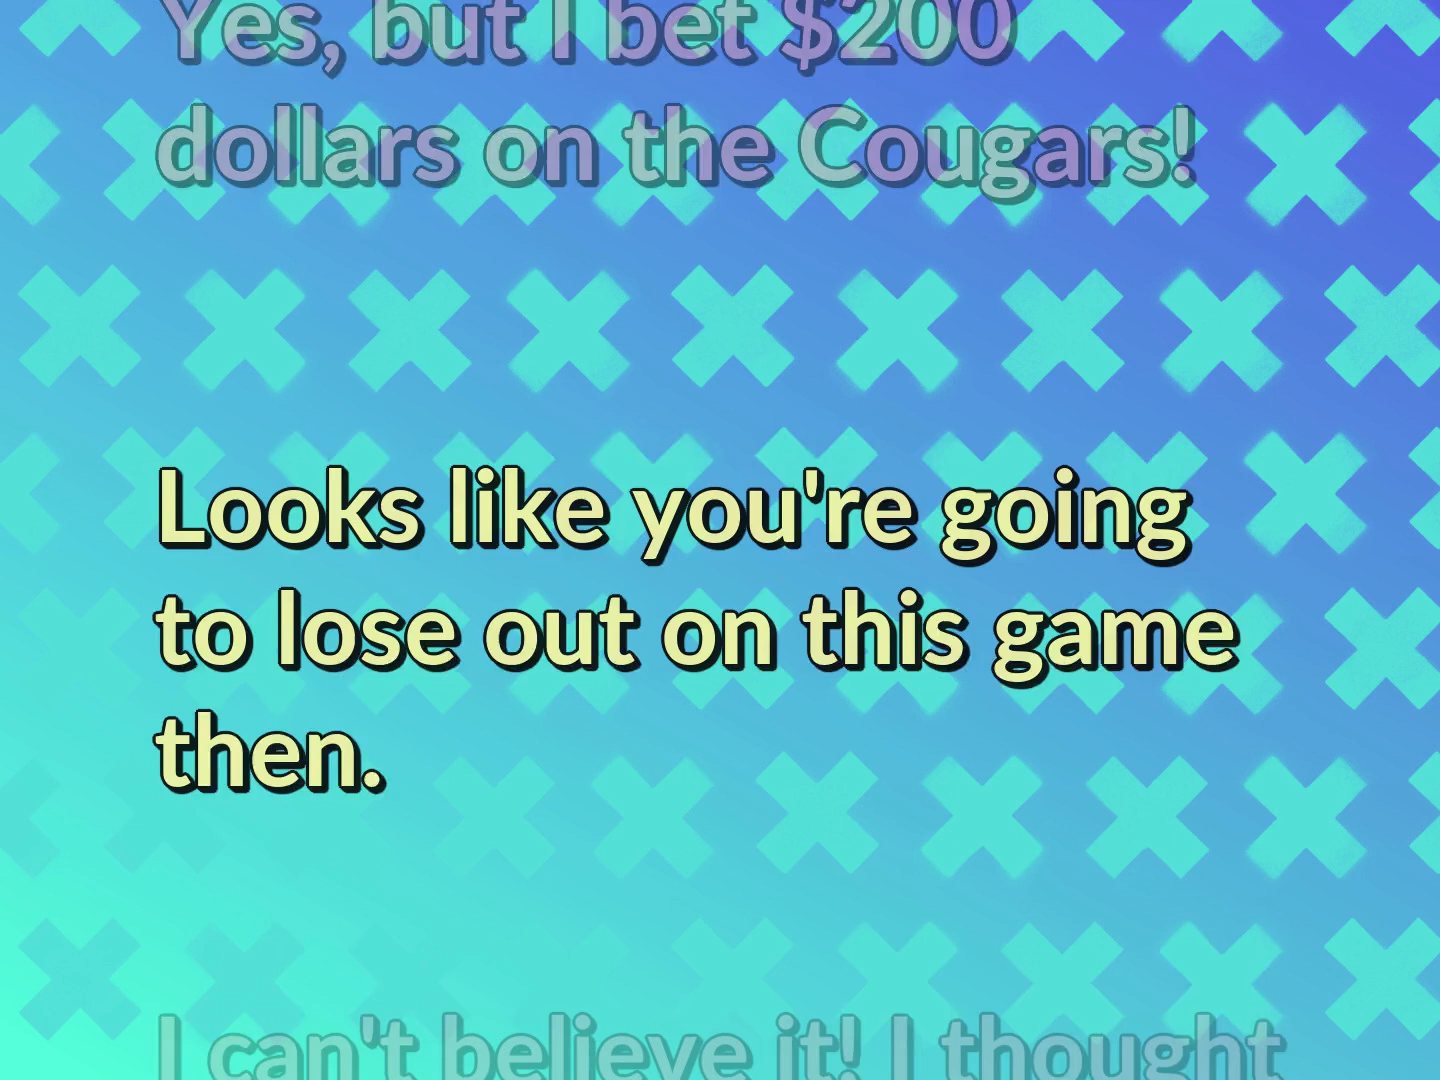 Yes, but I bet $200
dollars on the Cougars!
Looks like you're going
to lose out on this game
then.
I can't believe it! I thought